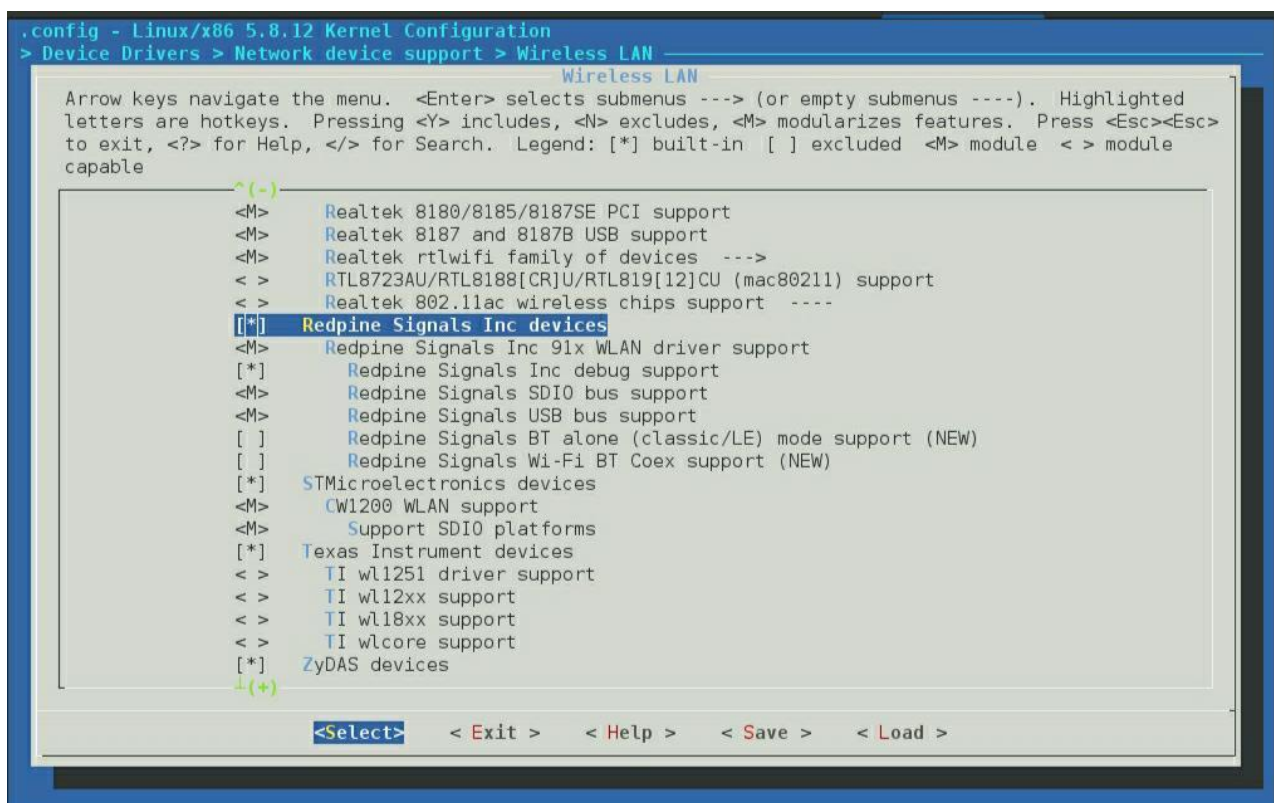 .config - Linux/x86 5.8.12 Kernel Configuration
> Device Drivers > Network device support > Wireless LAN
Wireless LAN
Arrow keys navigate the menu. <Enter> selects submenus ---> (or empty submenus ----). Highlighted
letters are hotkeys. Pressing <Y> includes, <N> excludes, <M> modularizes features. Press <Esc><Esc>
to exit, <?> for Help, </> for Search. Legend: [*] built-in [ ] excluded <M> module < > module
capable
^(-)
<M> Realtek 8180/8185/8187SE PCI support
<M> Realtek 8187 and 8187B USB support
<M> Realtek rtlwifi family of devices --->
< > RTL8723AU/RTL8188[CR]U/RTL819[12]CU (mac80211) support
< > Realtek 802.11ac wireless chips support ----
[*] Redpine Signals Inc devices
<M> Redpine Signals Inc 91x WLAN driver support
[*] Redpine Signals Inc debug support
<M> Redpine Signals SDIO bus support
<M> Redpine Signals USB bus support
[ ] Redpine Signals BT alone (classic/LE) mode support (NEW)
[ ] Redpine Signals Wi-Fi BT Coex support (NEW)
[*] STMicroelectronics devices
<M> CW1200 WLAN support
<M> Support SDIO platforms
[*] Texas Instrument devices
< > TI wl1251 driver support
< > TI wl12xx support
< > TI wl18xx support
< > TI wlcore support
[*] ZyDAS devices
┴(+)
<Select> < Exit > < Help > < Save > < Load >